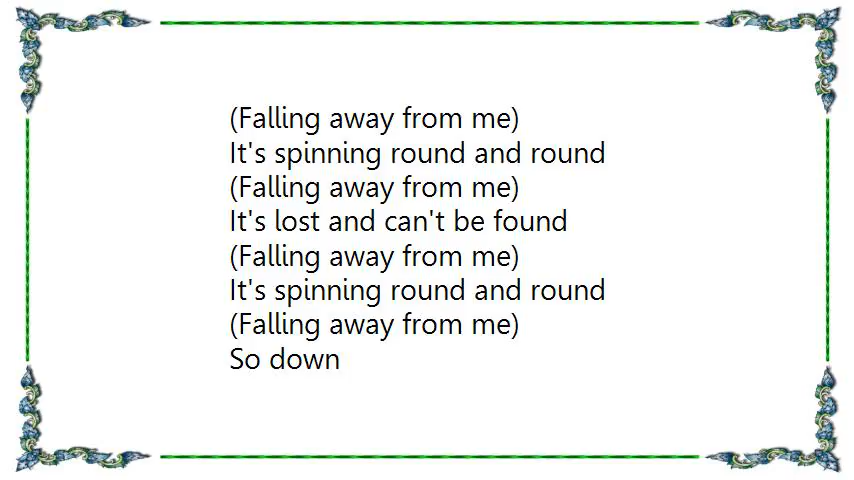 (Falling away from me)
It's spinning round and round
(Falling away from me)
It's lost and can't be found
(Falling away from me)
It's spinning round and round
(Falling away from me)
So down